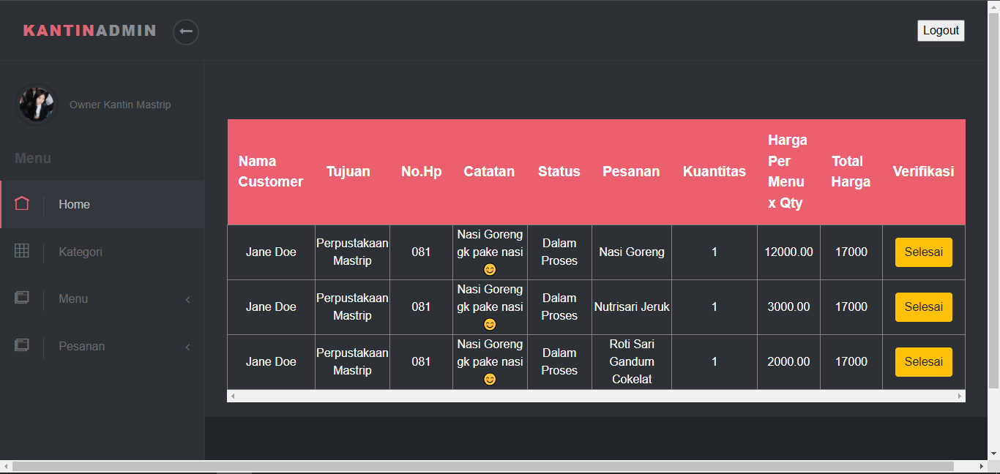 KANTINADMIN
Logout
Owner Kantin Mastrip
Menu
Home
Kategori
Menu
Pesanan
Nama
Customer
Tujuan
No.Hp
Catatan
Status
Pesanan
Kuantitas
Harga
Per
Menu
x Qty
Total
Harga
Verifikasi
Jane Doe
Perpustakaan
Mastrip
081
Nasi Goreng
gk pake nasi
😊
Dalam
Proses
Nasi Goreng
1
12000.00
17000
Selesai
Jane Doe
Perpustakaan
Mastrip
081
Nasi Goreng
gk pake nasi
😊
Dalam
Proses
Nutrisari Jeruk
1
3000.00
17000
Selesai
Jane Doe
Perpustakaan
Mastrip
081
Nasi Goreng
gk pake nasi
😊
Dalam
Proses
Roti Sari
Gandum
Cokelat
1
2000.00
17000
Selesai